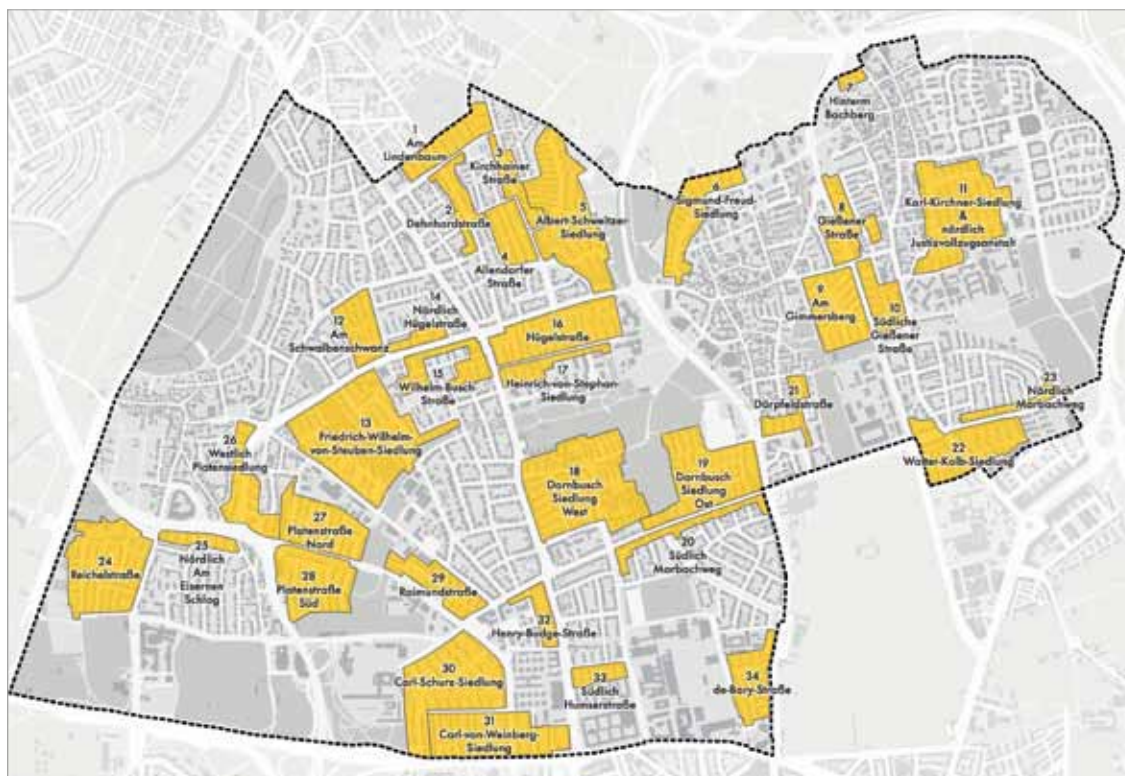 1
Am
Lindenbaum
2
Dehnhardstraße
3
Kirchhainer
Straße
4
Allendorfer
Straße
5
Albert-Schweitzer-
Siedlung
6
Sigmund-Freud-
Siedlung
7
Hinterm
Bachberg
8
Gießener
Straße
9
Am
Gimmersberg
10
Südliche
Gießener
Straße
11
Karl-Kirchner-Siedlung
&
nördlich
Justizvollzugsanstalt
12
Am
Schwalbenschwanz
13
Friedrich-Wilhelm-
von-Steuben-Siedlung
14
Nördlich
Hügelstraße
15
Wilhelm-Busch-
Straße
16
Hügelstraße
17
Heinrich-von-Stephan-
Siedlung
18
Dornbusch
Siedlung
West
19
Dornbusch
Siedlung
Ost
20
Südlich
Marbachweg
21
Dörpfeldstraße
22
Walter-Kolb-Siedlung
23
Nördlich
Marbachweg
24
Reichelstraße
25
Nördlich
Am
Eisernen
Schlag
26
Westlich
Platensiedlung
27
Platenstraße
Nord
28
Platenstraße
Süd
29
Raimundstraße
30
Carl-Schurz-Siedlung
31
Carl-von-Weinberg-
Siedlung
32
Henry-Budge-Straße
33
Südlich
Humserstraße
34
de-Bary-Straße